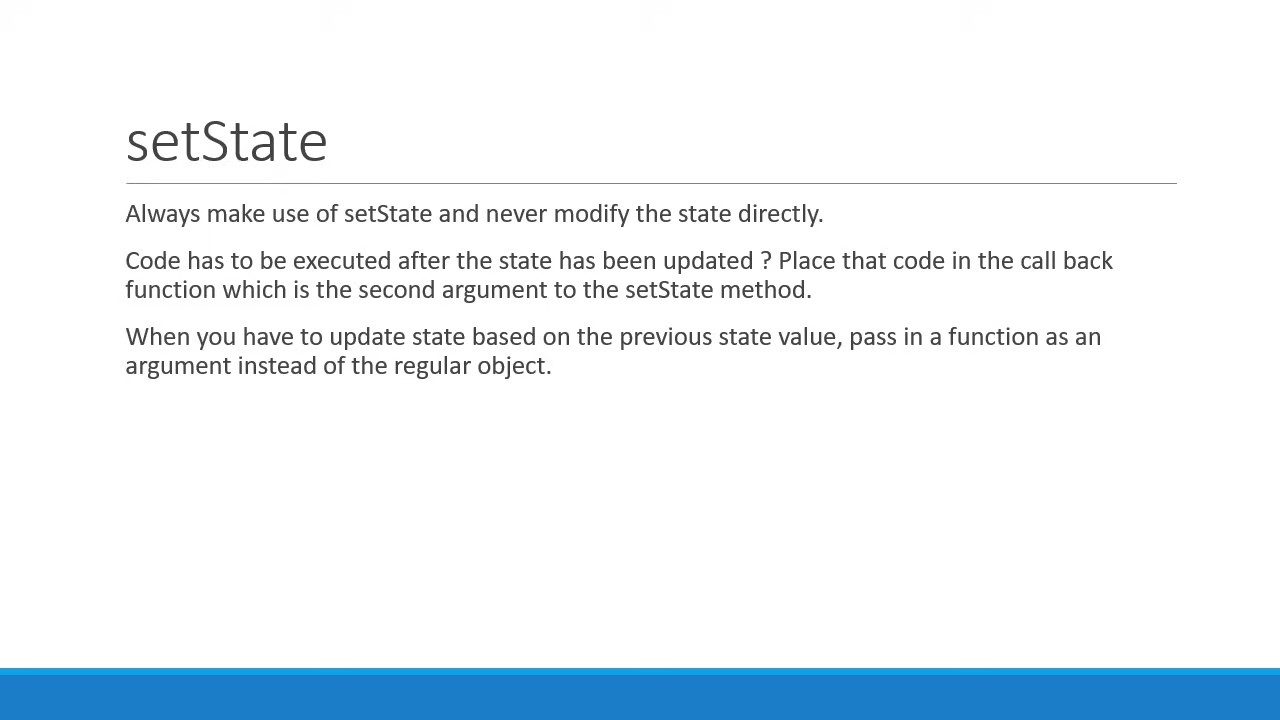 setState
Always make use of setState and never modify the state directly.
Code has to be executed after the state has been updated ? Place that code in the call back
function which is the second argument to the setState method.
When you have to update state based on the previous state value, pass in a function as an
argument instead of the regular object.